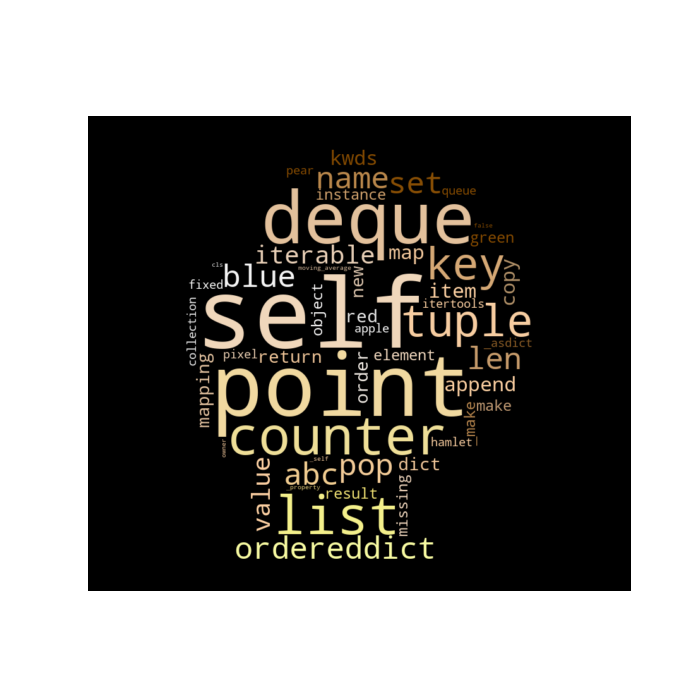 kwds
pear
name
set
instance
queue
deque
false
green
iterable
map
key
cls
moving_average
blue
new
copy
fixed
item
itertools
self
object
red
apple
tuple
collection
_asdict
pixel
return
order
element
len
mapping
point
append
_make
make
counter
hamlet
owner
_self
value
abc
pop
dict
_property
result
missing
list
ordereddict